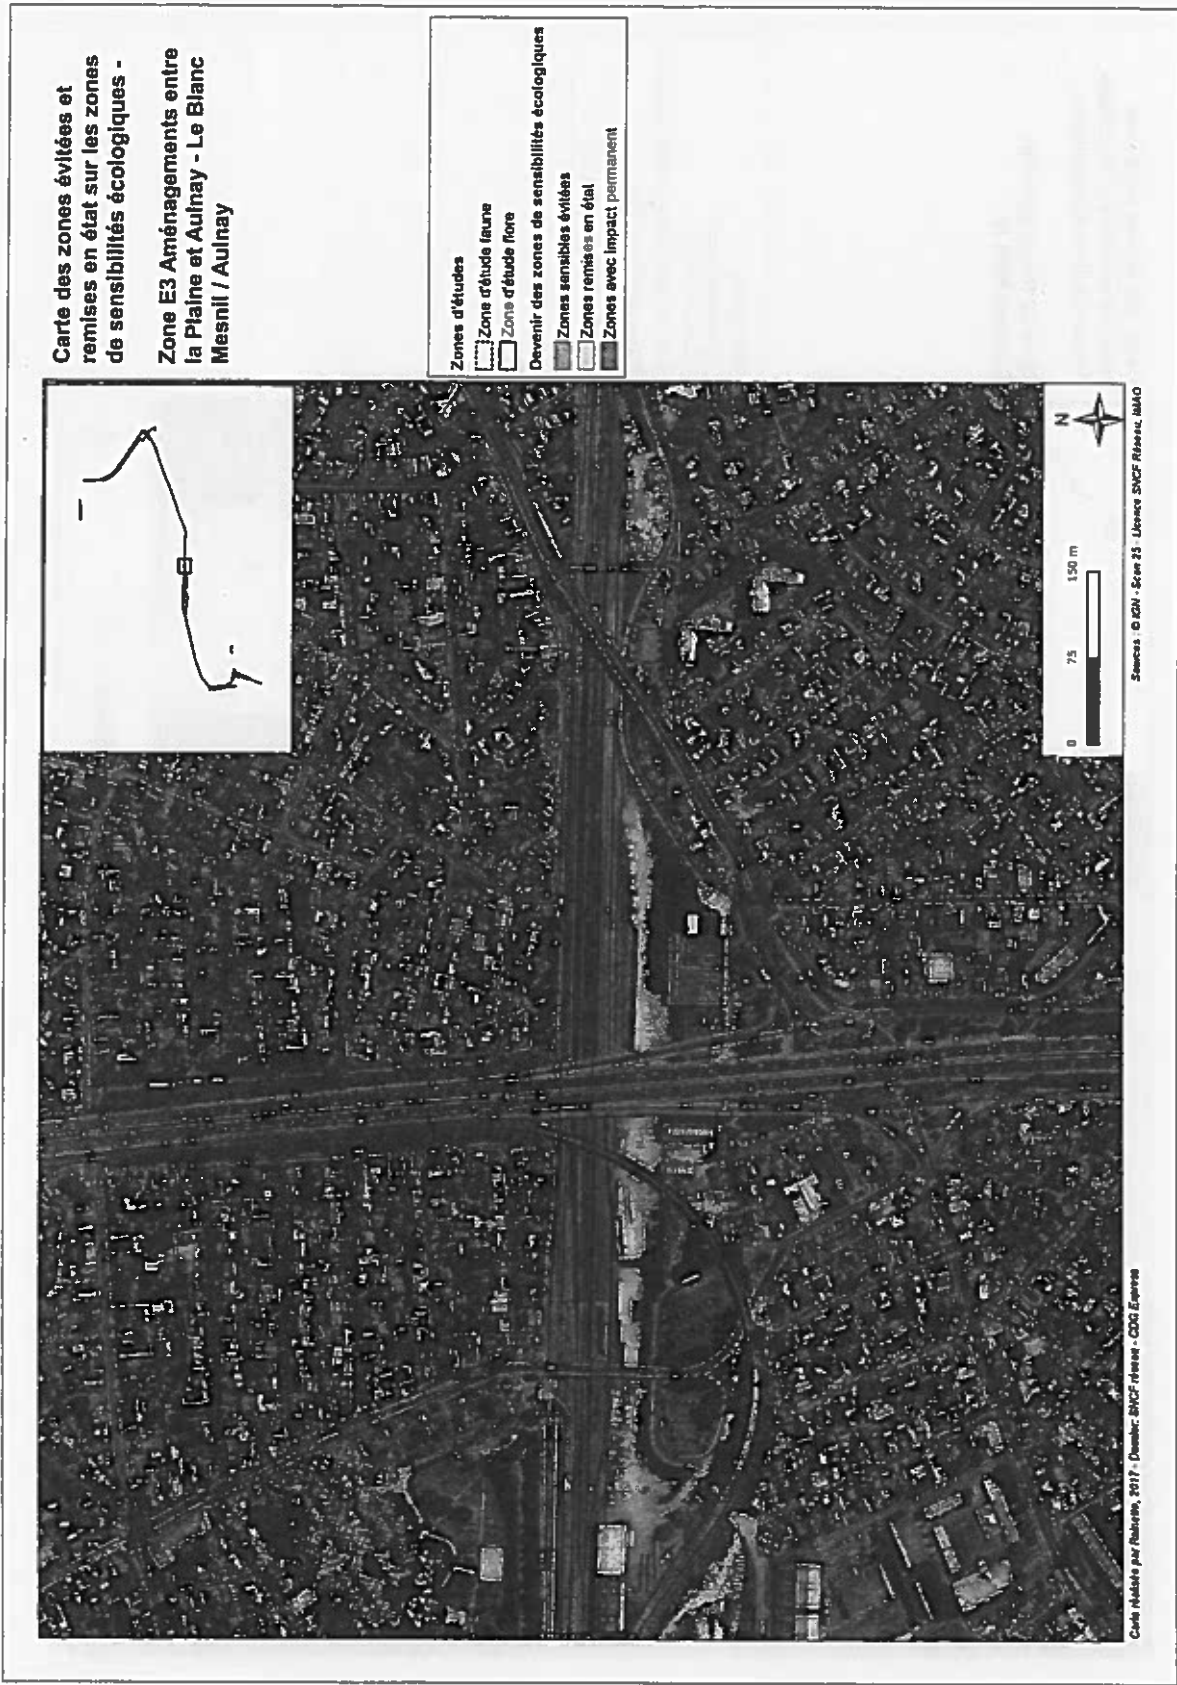 Carte des zones évitées et
remises en état sur les zones
de sensibilités écologiques -
Zone E3 Aménagements entre
la Plaine et Aulnay - Le Blanc
Mesnil / Aulnay
Zones d'études
Zone d'étude faune
Zone d'étude flore
Devenir des zones de sensibilités écologiques
Zones sensibles évitées
Zones remises en état
Zones avec impact permanent
N
0 75 150 m
Sources : © IGN - Scan 25 - Licence SNCF Réseau, IMAO
Carte réalisée par Rainette, 2017 - Dossier: SNCF réseau - CDG Express